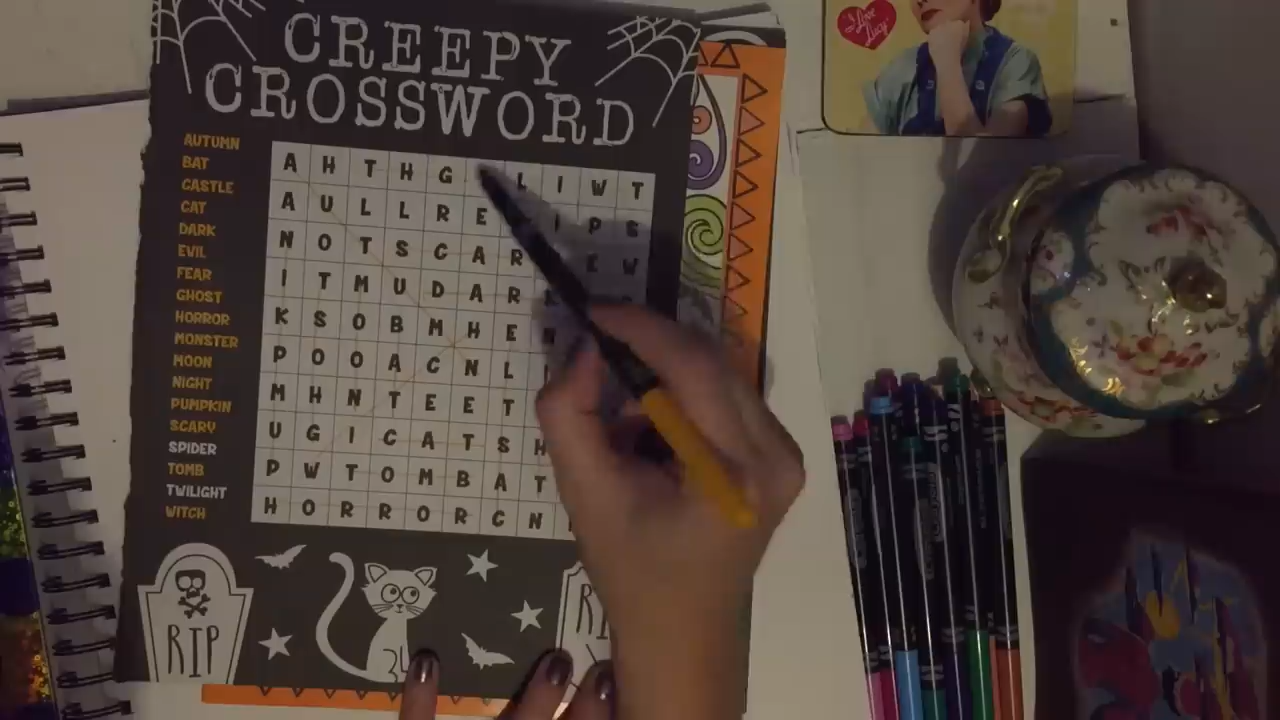 CREEPY
CROSSWORD
I Love
Lucy
AUTUMN
BAT
CASTLE
CAT
DARK
EVIL
FEAR
GHOST
HORROR
MONSTER
MOON
NIGHT
PUMPKIN
SCARY
SPIDER
TOMB
TWILIGHT
WITCH
A H T H G L I W T
A U L L R E I P S
N O T S G A R E W
I T M U D A R
K S O B M H E N
P O O A C N L
M H N T E E T
U G I C A T S H
P W T O M B A T
H O R R O R C N
RIP
RI